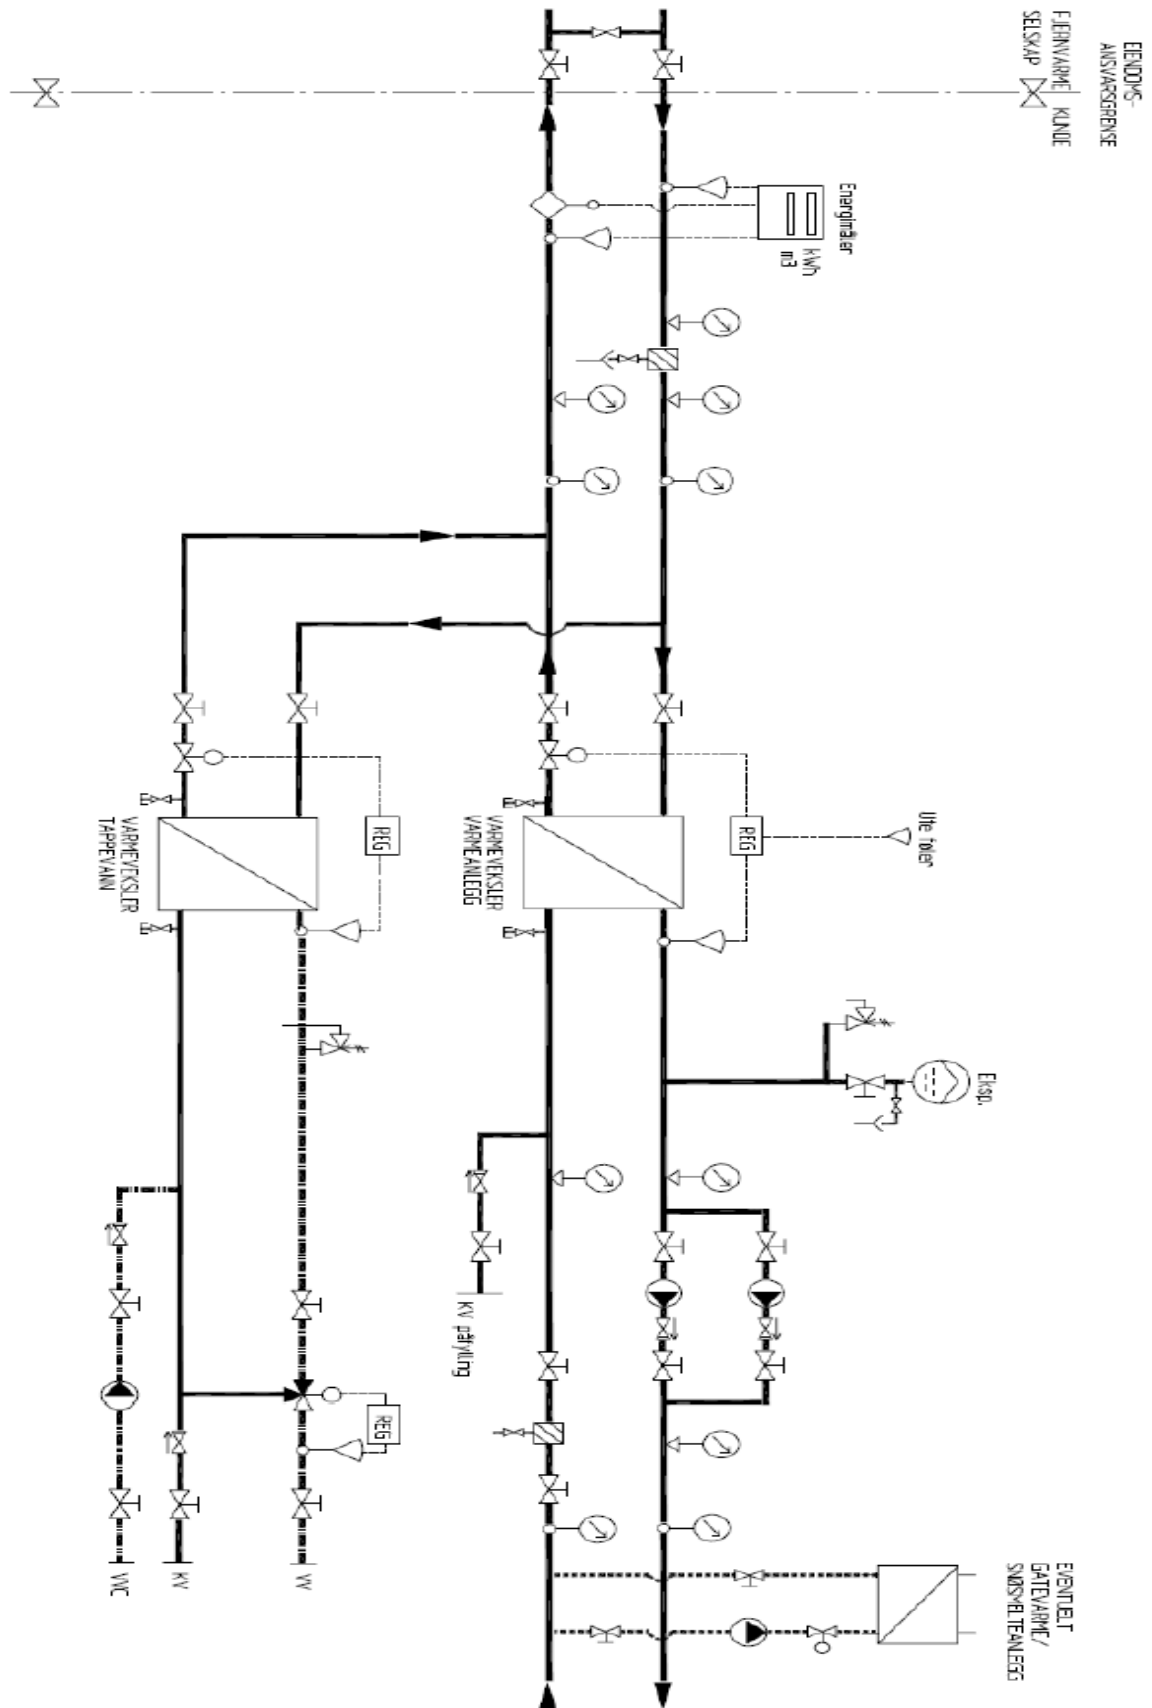 EIENDOMS-
ANSVARSGRENSE
FJERNVARME KUNDE
SELSKAP
Energimåler
kWh
m3
Ute føler
REG
REG
VARMEVEKSLER
VARMEANLEGG
VARMEVEKSLER
TAPPEVANN
Eksp.
KV påfylling
REG
VVC
KV
VV
EVENTUELT
GATEVARME/
SNØSMELTEANLEGG